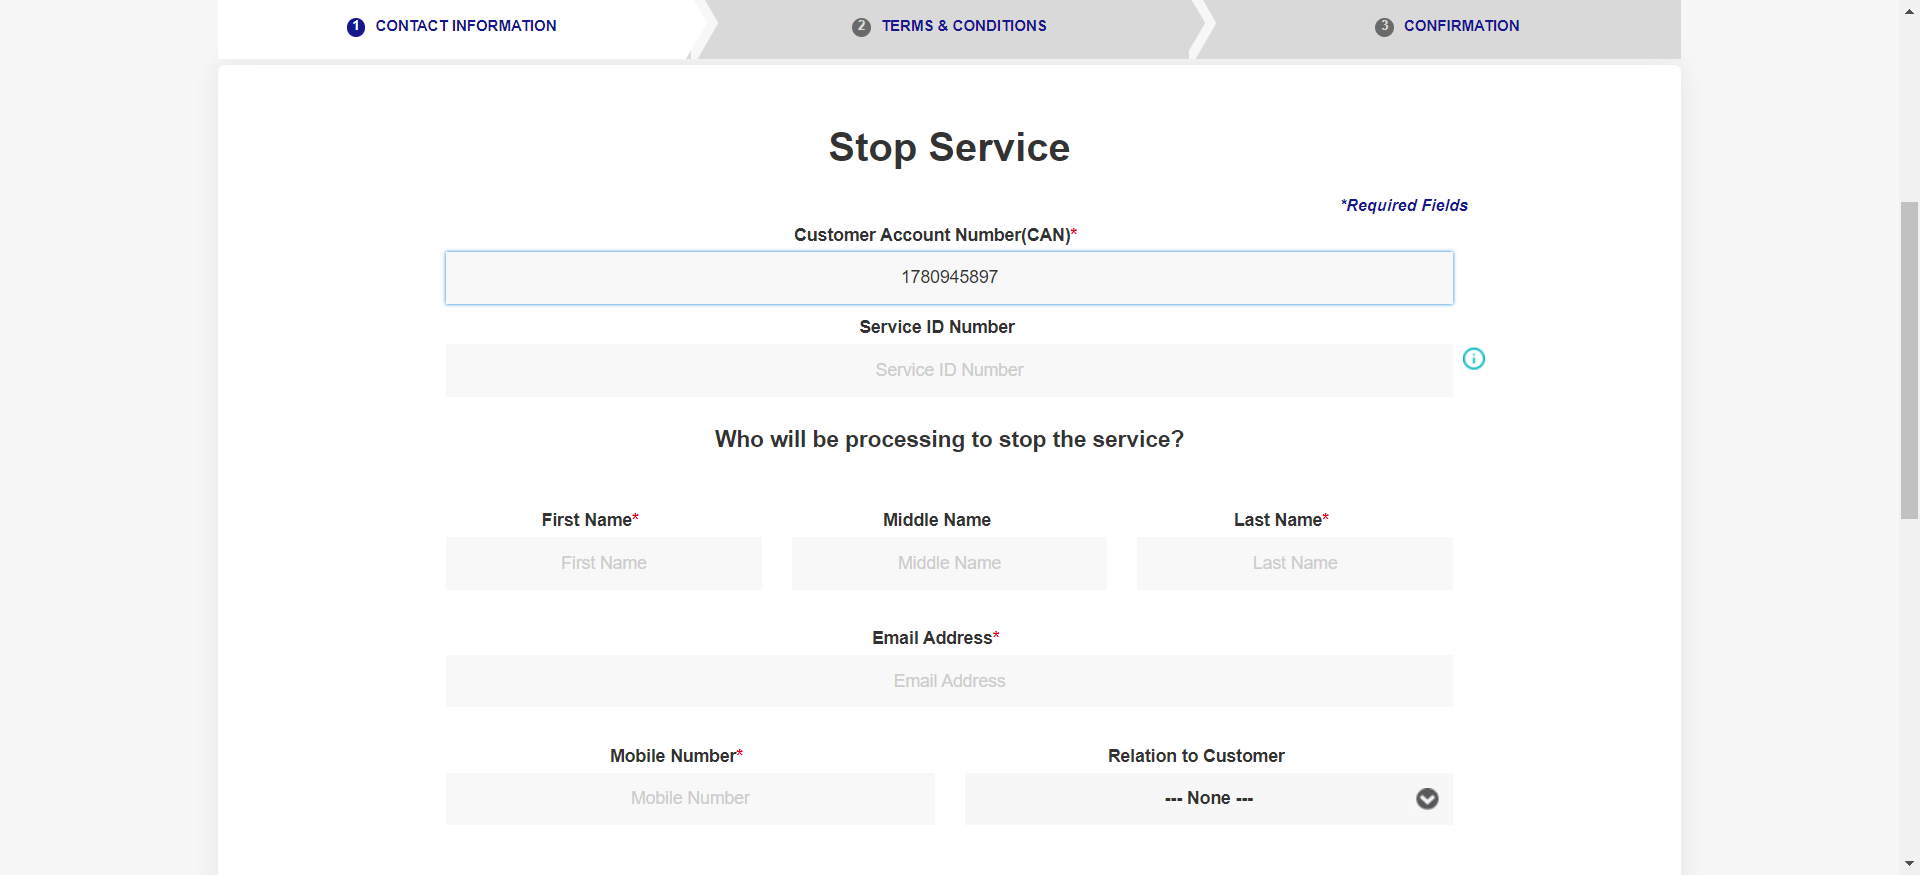 1 CONTACT INFORMATION
2 TERMS & CONDITIONS
3 CONFIRMATION
Stop Service
*Required Fields
Customer Account Number(CAN)*
1780945897
Service ID Number
Service ID Number
Who will be processing to stop the service?
First Name* Middle Name Last Name*
First Name Middle Name Last Name
Email Address*
Email Address
Mobile Number* Relation to Customer
Mobile Number --- None ---